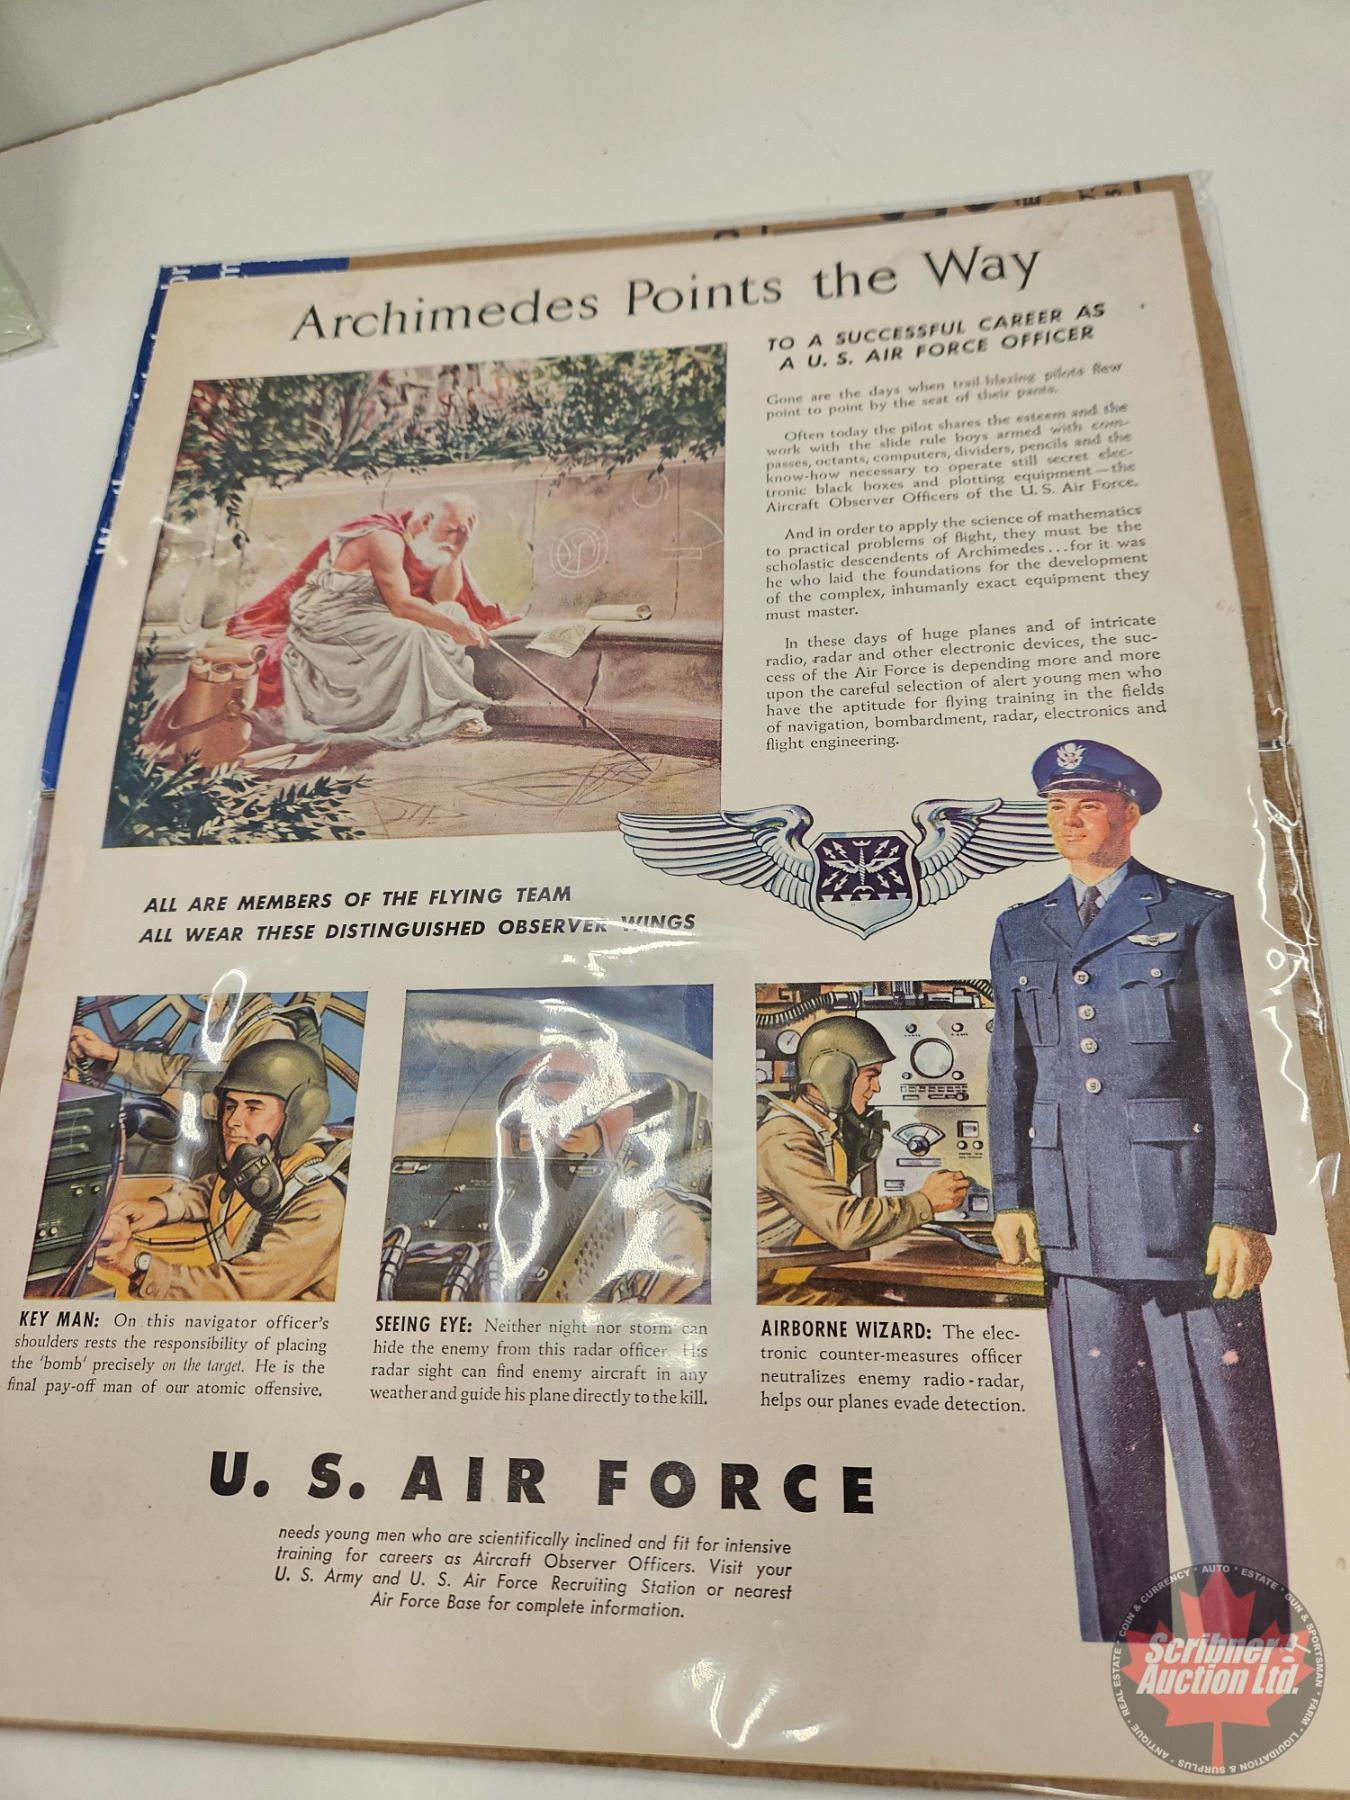 Archimedes Points the Way
TO A SUCCESSFUL CAREER AS
A U. S. AIR FORCE OFFICER
Gone are the days when trail-blazing pilots flew
point to point by the seat of their pants.
Often today the pilot shares the esteem and the
work with the slide rule boys armed with com-
passes, octants, computers, dividers, pencils and the
know-how necessary to operate still secret elec-
tronic black boxes and plotting equipment—the
Aircraft Observer Officers of the U. S. Air Force.
And in order to apply the science of mathematics
to practical problems of flight, they must be the
scholastic descendents of Archimedes...for it was
he who laid the foundations for the development
of the complex, inhumanly exact equipment they
must master.
In these days of huge planes and of intricate
radio, radar and other electronic devices, the suc-
cess of the Air Force is depending more and more
upon the careful selection of alert young men who
have the aptitude for flying training in the fields
of navigation, bombardment, radar, electronics and
flight engineering.
ALL ARE MEMBERS OF THE FLYING TEAM
ALL WEAR THESE DISTINGUISHED OBSERVER WINGS
KEY MAN: On this navigator officer's
shoulders rests the responsibility of placing
the 'bomb' precisely on the target. He is the
final pay-off man of our atomic offensive.
SEEING EYE: Neither night nor storm can
hide the enemy from this radar officer. His
radar sight can find enemy aircraft in any
weather and guide his plane directly to the kill.
AIRBORNE WIZARD: The elec-
tronic counter-measures officer
neutralizes enemy radio-radar,
helps our planes evade detection.
U. S. AIR FORCE
needs young men who are scientifically inclined and fit for intensive
training for careers as Aircraft Observer Officers. Visit your
U. S. Army and U. S. Air Force Recruiting Station or nearest
Air Force Base for complete information.
Scribner
Auction Ltd.
ANTIQUE • REAL ESTATE • COIN & CURRENCY • AUTO • ESTATE • GUN & SPORTSMAN • FARM • LIQUIDATION & SURPLUS